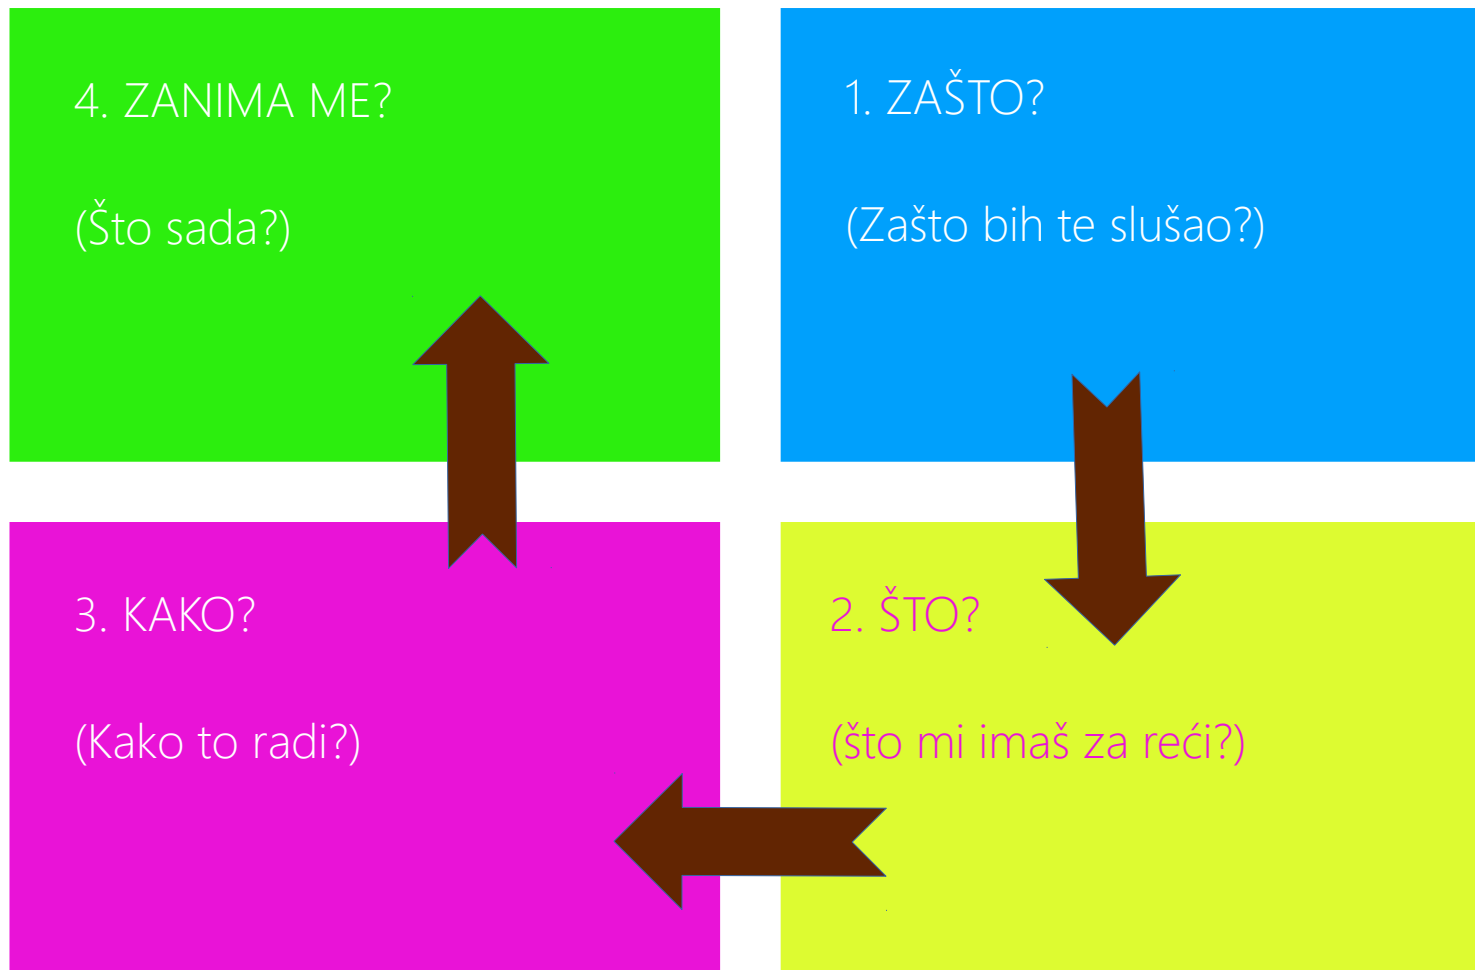 4. ZANIMA ME?
(Što sada?)
1. ZAŠTO?
(Zašto bih te slušao?)
3. KAKO?
(Kako to radi?)
2. ŠTO?
(što mi imaš za reći?)